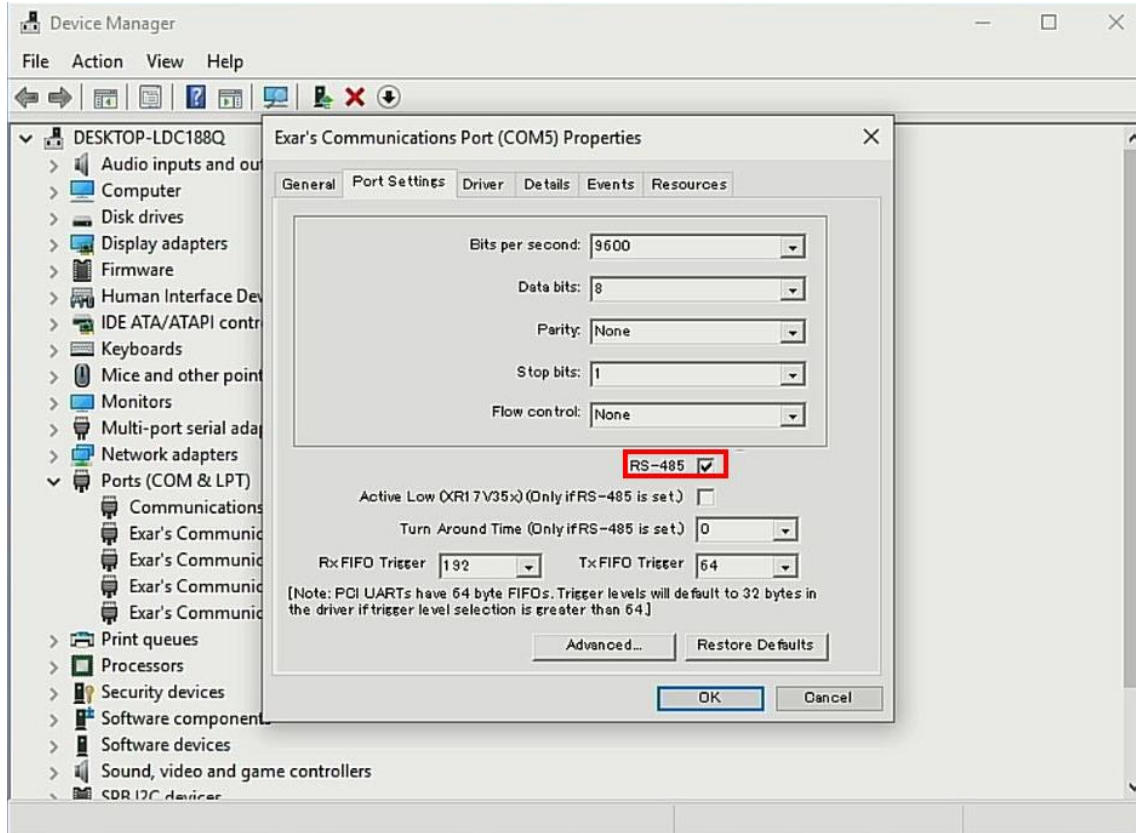 Device Manager
File Action View Help
DESKTOP-LDC188Q
Audio inputs and ou
Computer
Disk drives
Display adapters
Firmware
Human Interface Dev
IDE ATA/ATAPI contr
Keyboards
Mice and other point
Monitors
Multi-port serial adap
Network adapters
Ports (COM & LPT)
Communications
Exar's Communic
Exar's Communic
Exar's Communic
Exar's Communic
Print queues
Processors
Security devices
Software component
Software devices
Sound, video and game controllers
SPB I2C devices
Exar's Communications Port (COM5) Properties
General Port Settings Driver Details Events Resources
Bits per second: 9600
Data bits: 8
Parity: None
Stop bits: 1
Flow control: None
RS-485
Active Low (XR17V35x) (Only if RS-485 is set.)
Turn Around Time (Only if RS-485 is set.) 0
Rx FIFO Trigger 192 Tx FIFO Trigger 64
[Note: PCI UARTs have 64 byte FIFOs. Trigger levels will default to 32 bytes in
the driver if trigger level selection is greater than 64.]
Advanced... Restore Defaults
OK Cancel